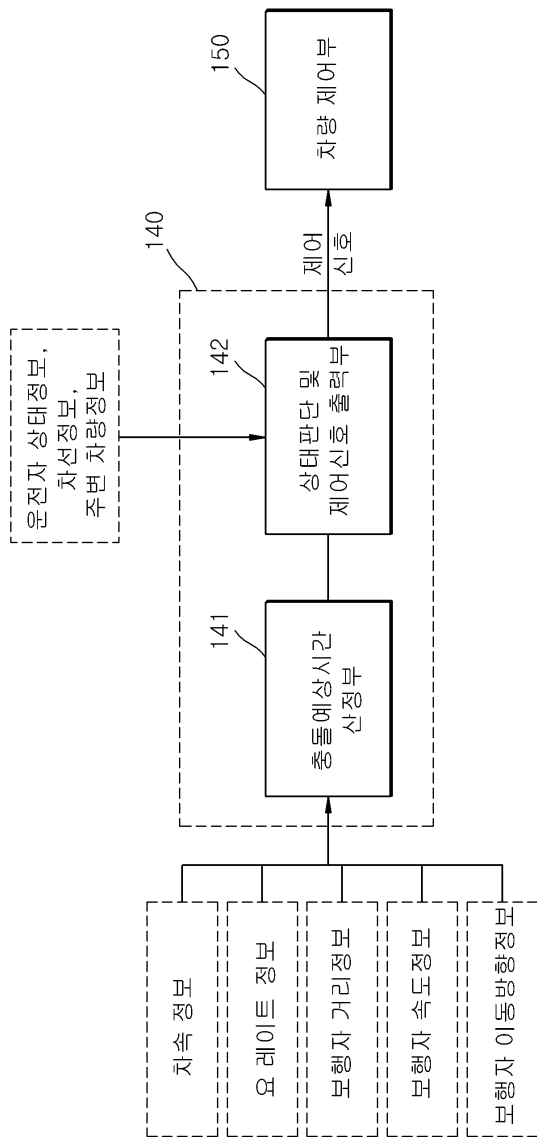 차속 정보
요 레이트 정보
보행자 거리정보
보행자 속도정보
보행자 이동방향정보
141
충돌예상시간
산정부
운전자 상태정보,
차선정보,
주변 차량정보
140
142
상태판단 및
제어신호 출력부
제어
신호
150
차량 제어부